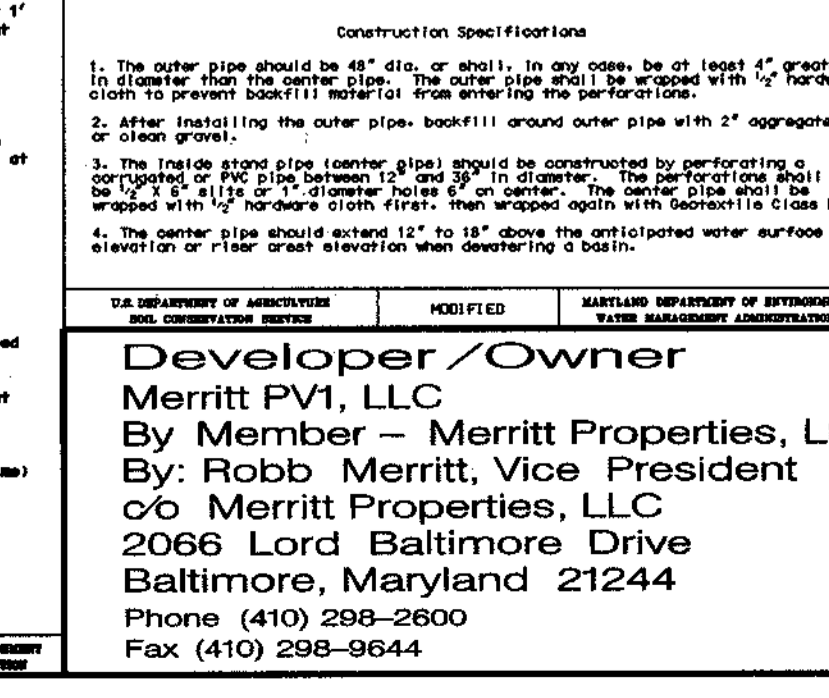 1'
Construction Specifications
1. The outer pipe should be 48" dia. or shall, in any case, be at least 4" great
in diameter than the center pipe. The outer pipe shall be wrapped with 1/2" hardw
cloth to prevent backfill material from entering the perforations.
2. After installing the outer pipe, backfill around outer pipe with 2" aggregate
or clean gravel.
at
3. The inside stand pipe (center pipe) should be constructed by perforating a
corrugated or PVC pipe between 12" and 36" in diameter. The perforations shall
be 1/2" X 6" slits or 1" diameter holes 6" on center. The center pipe shall be
wrapped with 1/2" hardware cloth first, then wrapped again with Geotextile Class
4. The center pipe should extend 12" to 18" above the anticipated water surface
elevation or riser crest elevation when dewatering a basin.
U.S. DEPARTMENT OF AGRICULTURE
SOIL CONSERVATION SERVICE
MODIFIED
MARYLAND DEPARTMENT OF ENVIRONM
WATER MANAGEMENT ADMINISTRATIO
ed
Developer/Owner
Merritt PV1, LLC
By Member – Merritt Properties, L
By: Robb Merritt, Vice President
c/o Merritt Properties, LLC
2066 Lord Baltimore Drive
Baltimore, Maryland 21244
Phone (410) 298–2600
Fax (410) 298–9644